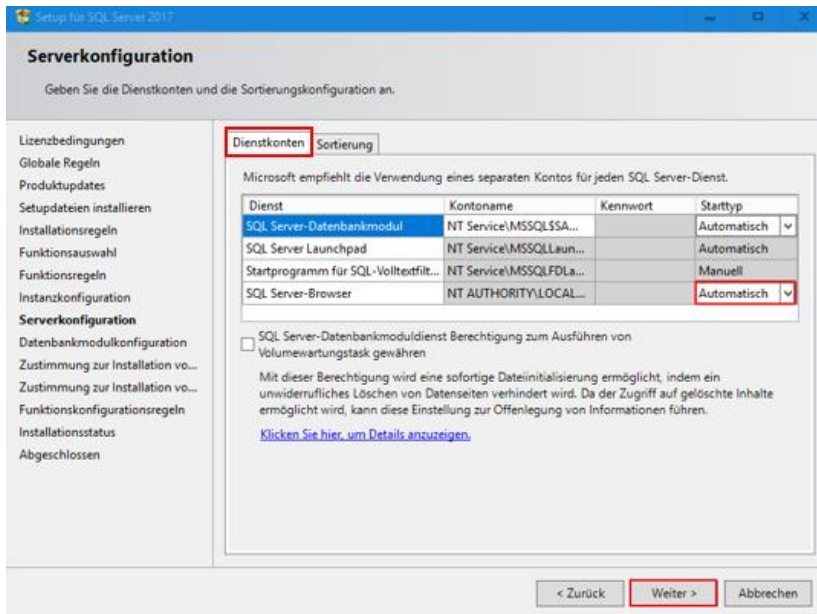 Setup für SQL Server 2017
Serverkonfiguration
Geben Sie die Dienstkonten und die Sortierungskonfiguration an.
Lizenzbedingungen
Globale Regeln
Produktupdates
Setupdateien installieren
Installationsregeln
Funktionsauswahl
Funktionsregeln
Instanzkonfiguration
Serverkonfiguration
Datenbankmodulkonfiguration
Zustimmung zur Installation vo...
Zustimmung zur Installation vo...
Funktionskonfigurationsregeln
Installationsstatus
Abgeschlossen
Dienstkonten Sortierung
Microsoft empfiehlt die Verwendung eines separaten Kontos für jeden SQL Server-Dienst.
Dienst Kontoname Kennwort Starttyp
SQL Server-Datenbankmodul NT Service\MSSQL$SA... Automatisch
SQL Server Launchpad NT Service\MSSQLLaun... Automatisch
Startprogramm für SQL-Volltextfilt... NT Service\MSSQLFDLa... Manuell
SQL Server-Browser NT AUTHORITY\LOCAL... Automatisch
SQL Server-Datenbankmoduldienst Berechtigung zum Ausführen von
Volumewartungstask gewähren
Mit dieser Berechtigung wird eine sofortige Dateiinitialisierung ermöglicht, indem ein
unwiderrufliches Löschen von Datenseiten verhindert wird. Da der Zugriff auf gelöschte Inhalte
ermöglicht wird, kann diese Einstellung zur Offenlegung von Informationen führen.
Klicken Sie hier, um Details anzuzeigen.
< Zurück Weiter > Abbrechen